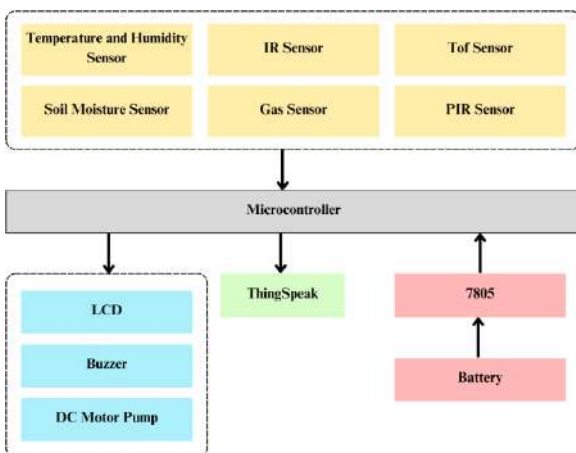 Temperature and Humidity
Sensor
IR Sensor
Tof Sensor
Soil Moisture Sensor
Gas Sensor
PIR Sensor
Microcontroller
LCD
Buzzer
DC Motor Pump
ThingSpeak
7805
Battery